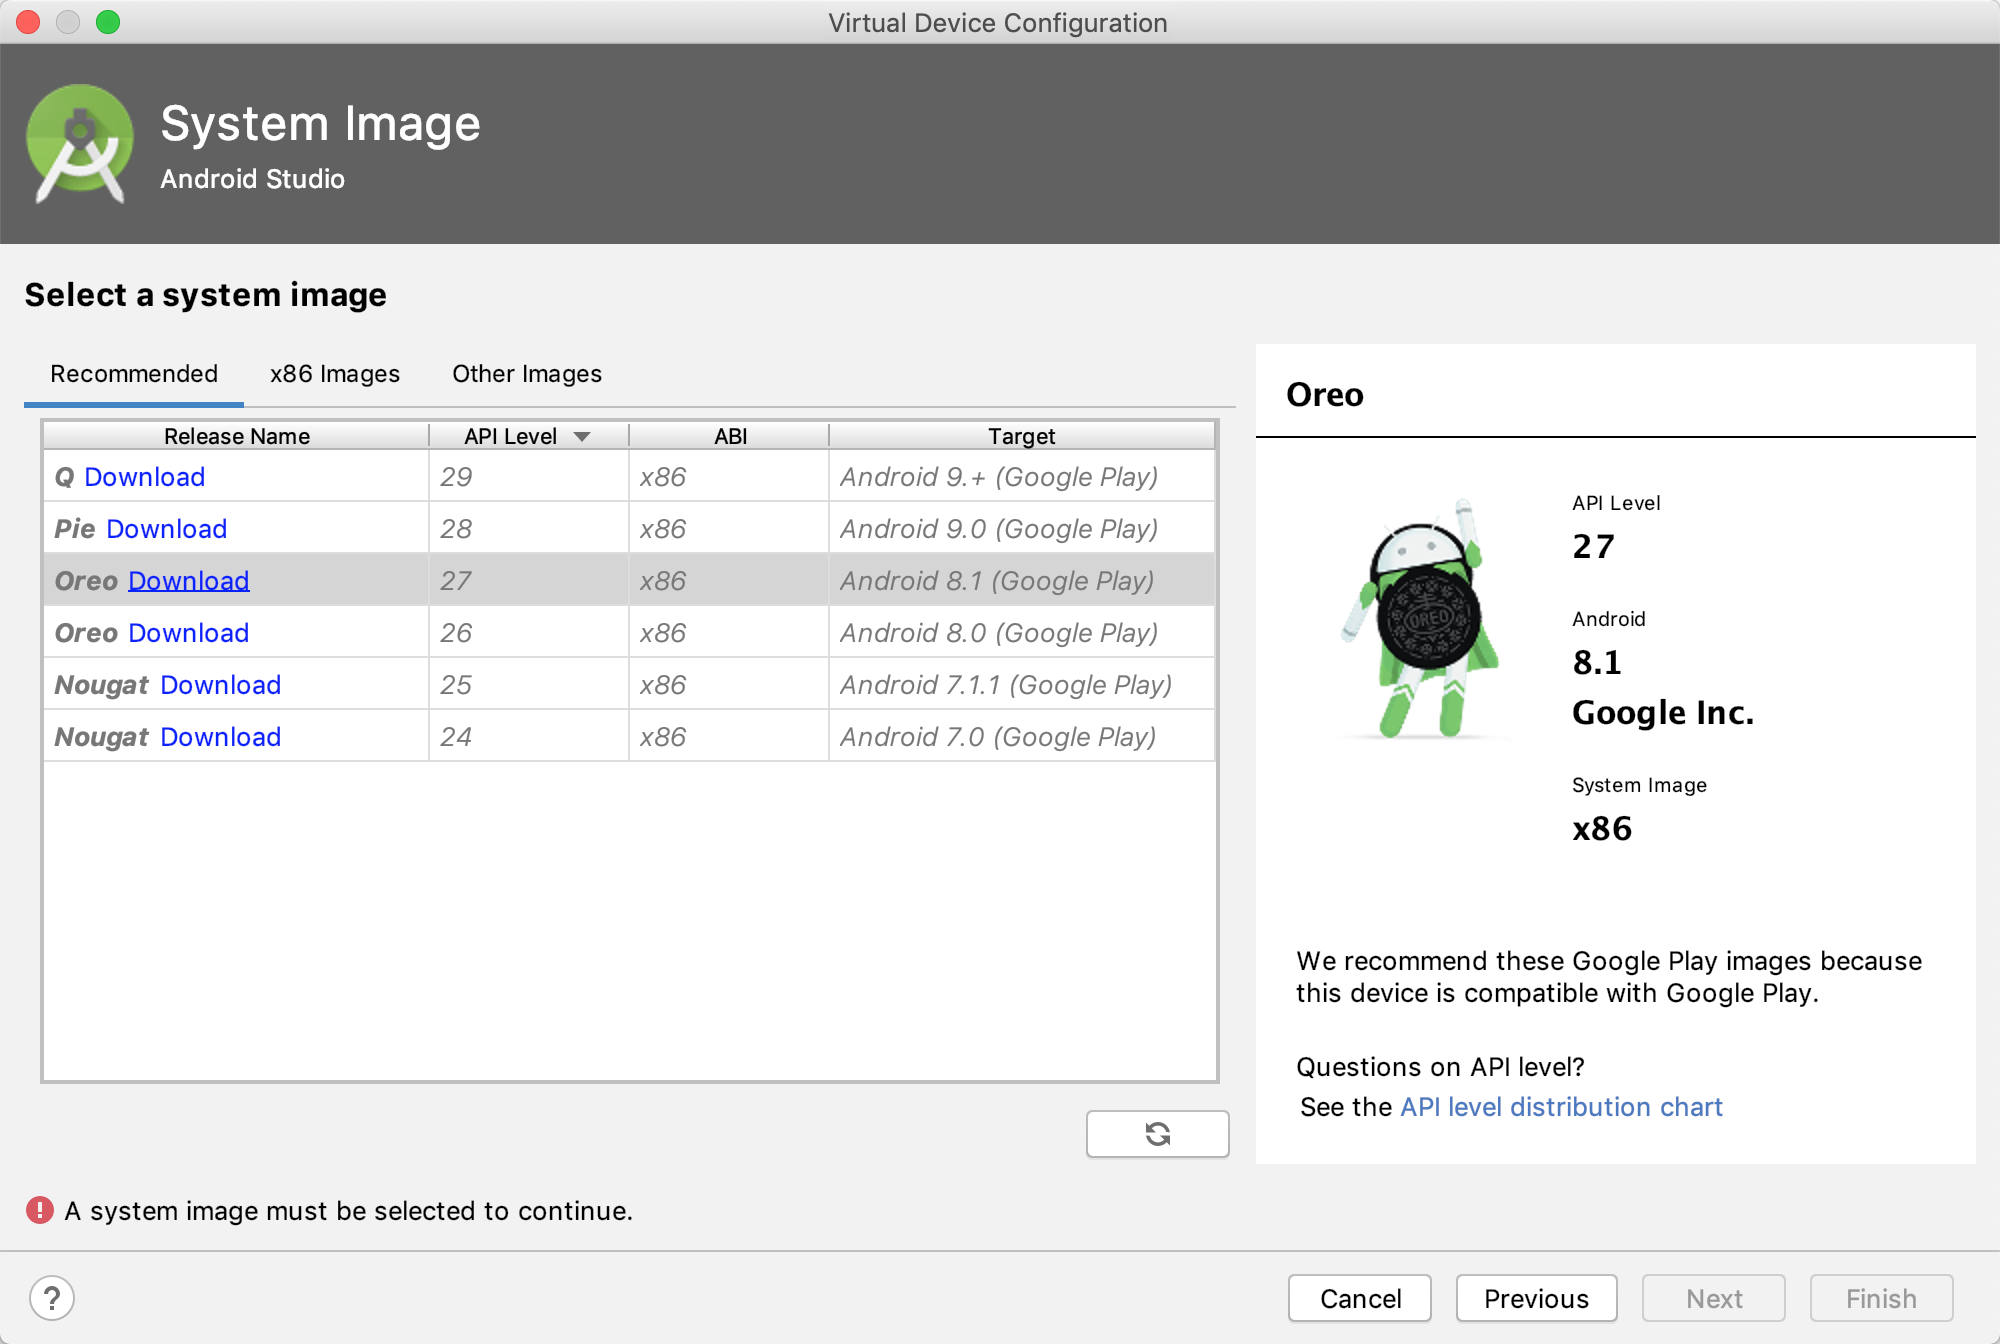 Virtual Device Configuration
System Image
Android Studio
Select a system image
Recommended x86 Images Other Images
Release Name API Level ABI Target
Q Download 29 x86 Android 9.+ (Google Play)
Pie Download 28 x86 Android 9.0 (Google Play)
Oreo Download 27 x86 Android 8.1 (Google Play)
Oreo Download 26 x86 Android 8.0 (Google Play)
Nougat Download 25 x86 Android 7.1.1 (Google Play)
Nougat Download 24 x86 Android 7.0 (Google Play)
Oreo
OREO
API Level
27
Android
8.1
Google Inc.
System Image
x86
We recommend these Google Play images because
this device is compatible with Google Play.
Questions on API level?
See the API level distribution chart
! A system image must be selected to continue.
? Cancel Previous Next Finish